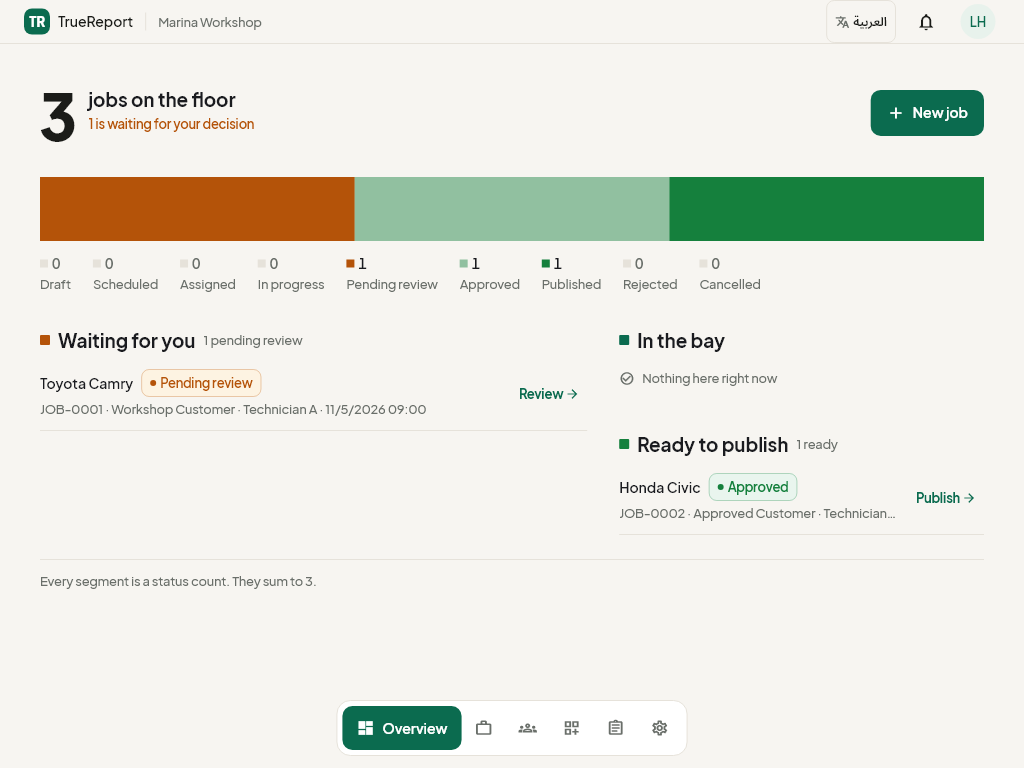 TR TrueReport Marina Workshop العربية LH
3 jobs on the floor
1 is waiting for your decision
New job
0 0 0 0 1 1 1 0 0
Draft Scheduled Assigned In progress Pending review Approved Published Rejected Cancelled
Waiting for you 1 pending review
Toyota Camry Pending review
JOB-0001 · Workshop Customer · Technician A · 11/5/2026 09:00
Review →
In the bay
Nothing here right now
Ready to publish 1 ready
Honda Civic Approved
JOB-0002 · Approved Customer · Technician...
Publish →
Every segment is a status count. They sum to 3.
Overview